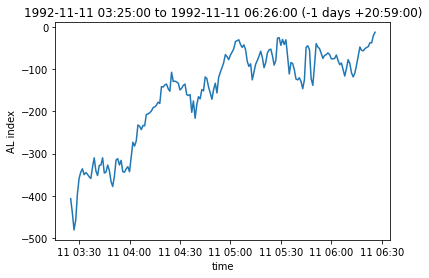 1992-11-11 03:25:00 to 1992-11-11 06:26:00 (-1 days +20:59:00)
0
−100
−200
−300
−400
−500
AL index
11 03:30 11 04:00 11 04:30 11 05:00 11 05:30 11 06:00 11 06:30
time